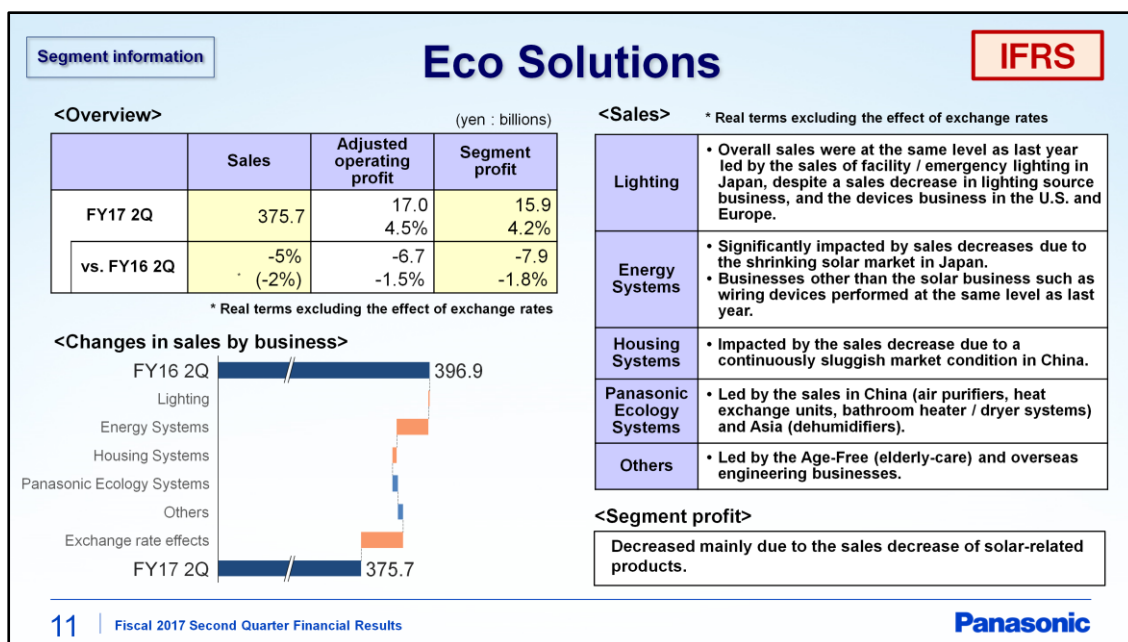 Segment information
Eco Solutions
IFRS
<Overview>
(yen : billions)
Sales
Adjusted
operating
profit
Segment
profit
FY17 2Q
375.7
17.0
4.5%
15.9
4.2%
vs. FY16 2Q
-5%
* (-2%)
-6.7
-1.5%
-7.9
-1.8%
* Real terms excluding the effect of exchange rates
<Changes in sales by business>
FY16 2Q
396.9
Lighting
Energy Systems
Housing Systems
Panasonic Ecology Systems
Others
Exchange rate effects
FY17 2Q
375.7
<Sales>
* Real terms excluding the effect of exchange rates
Lighting
• Overall sales were at the same level as last year
led by the sales of facility / emergency lighting in
Japan, despite a sales decrease in lighting source
business, and the devices business in the U.S. and
Europe.
Energy
Systems
• Significantly impacted by sales decreases due to
the shrinking solar market in Japan.
• Businesses other than the solar business such as
wiring devices performed at the same level as last
year.
Housing
Systems
• Impacted by the sales decrease due to a
continuously sluggish market condition in China.
Panasonic
Ecology
Systems
• Led by the sales in China (air purifiers, heat
exchange units, bathroom heater / dryer systems)
and Asia (dehumidifiers).
Others
• Led by the Age-Free (elderly-care) and overseas
engineering businesses.
<Segment profit>
Decreased mainly due to the sales decrease of solar-related
products.
11
Fiscal 2017 Second Quarter Financial Results
Panasonic